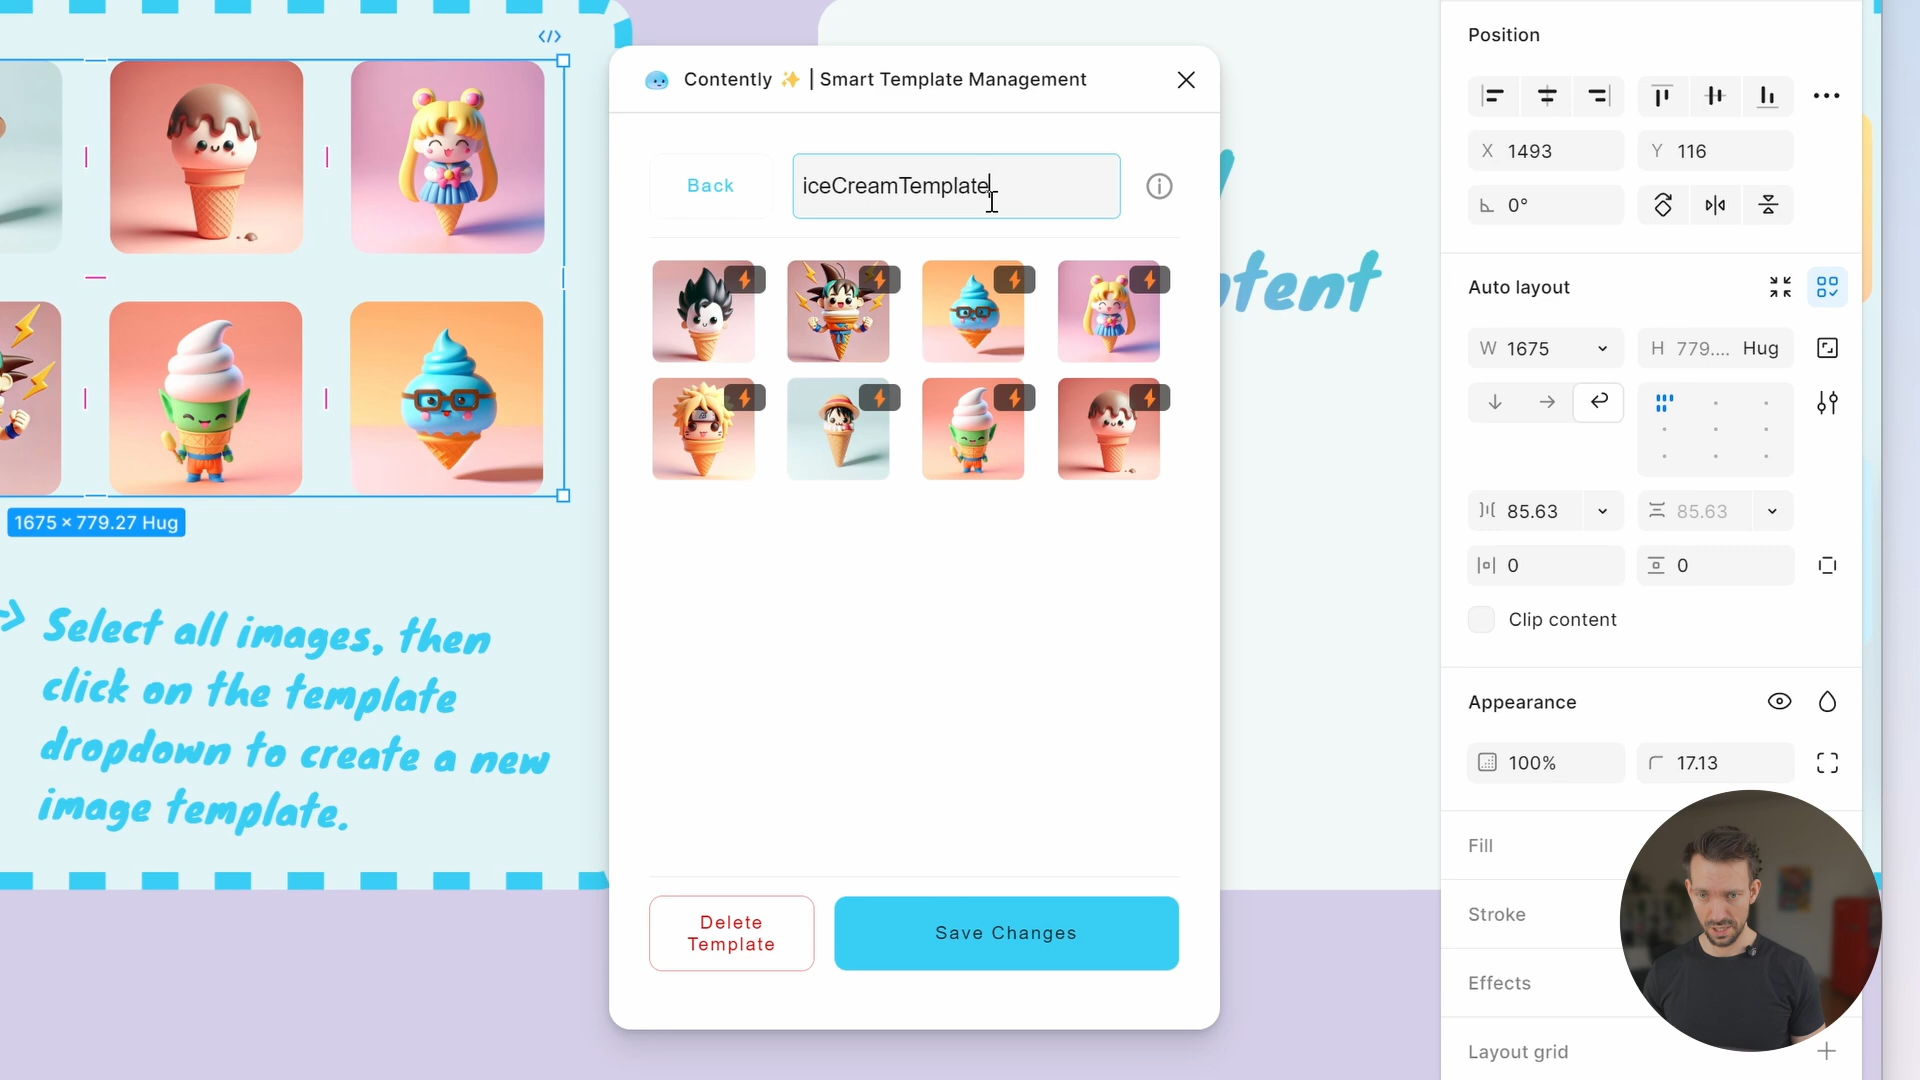 </>
1675 × 779.27 Hug
-> Select all images, then
click on the template
dropdown to create a new
image template.
Contently ✨ | Smart Template Management
Back
iceCreamTemplate
Delete
Template
Save Changes
Position
X 1493
Y 116
0°
Auto layout
W 1675
H 779.... Hug
85.63
85.63
0
0
Clip content
Appearance
100%
17.13
Fill
Stroke
Effects
Layout grid